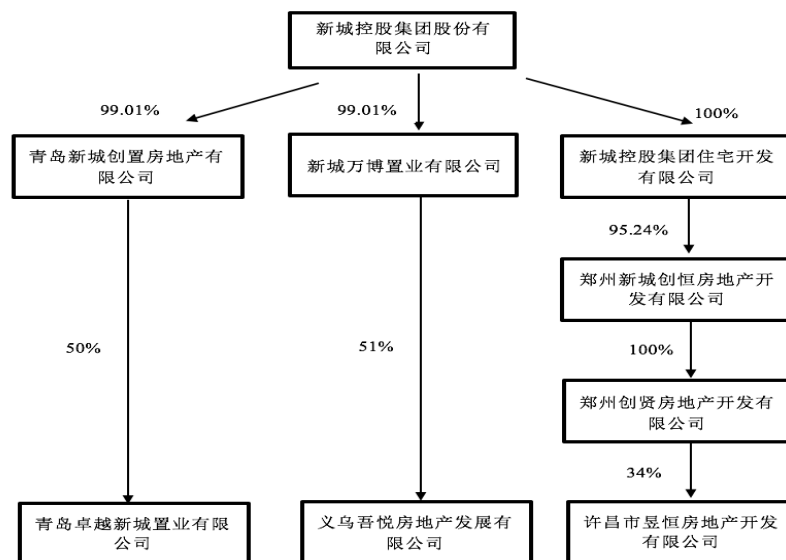 新城控股集团股份有
限公司
99.01%
99.01%
100%
青岛新城创置房地产有
限公司
新城万博置业有限公司
新城控股集团住宅开发
有限公司
95.24%
郑州新城创恒房地产开
发有限公司
50%
51%
100%
郑州创贤房地产开发有
限公司
34%
青岛卓越新城置业有限
公司
义乌吾悦房地产发展有
限公司
许昌市昱恒房地产开发
有限公司